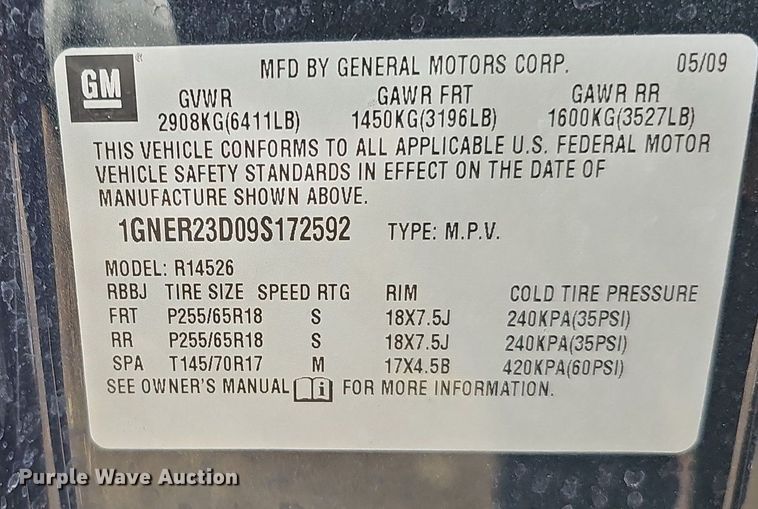 GM ® MFD BY GENERAL MOTORS CORP. 05/09
GVWR GAWR FRT GAWR RR
2908KG(6411LB) 1450KG(3196LB) 1600KG(3527LB)
THIS VEHICLE CONFORMS TO ALL APPLICABLE U.S. FEDERAL MOTOR
VEHICLE SAFETY STANDARDS IN EFFECT ON THE DATE OF
MANUFACTURE SHOWN ABOVE.
1GNER23D09S172592 TYPE: M.P.V.
MODEL: R14526
RBBJ TIRE SIZE SPEED RTG RIM COLD TIRE PRESSURE
FRT P255/65R18 S 18X7.5J 240KPA(35PSI)
RR P255/65R18 S 18X7.5J 240KPA(35PSI)
SPA T145/70R17 M 17X4.5B 420KPA(60PSI)
SEE OWNER'S MANUAL i FOR MORE INFORMATION.
Purple Wave Auction